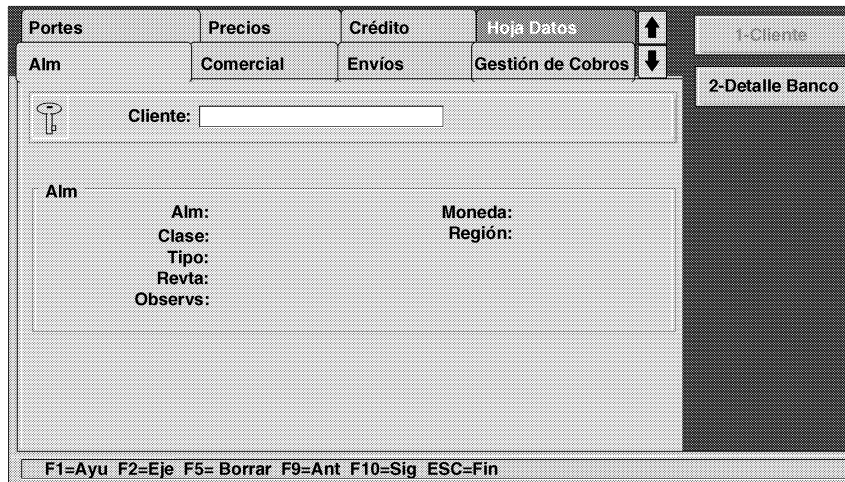 Portes Precios Crédito Hoja Datos
1-Cliente
Alm Comercial Envíos Gestión de Cobros
2-Detalle Banco
Cliente:
Alm
Alm: Moneda:
Clase: Región:
Tipo:
Revta:
Observs:
F1=Ayu F2=Eje F5= Borrar F9=Ant F10=Sig ESC=Fin